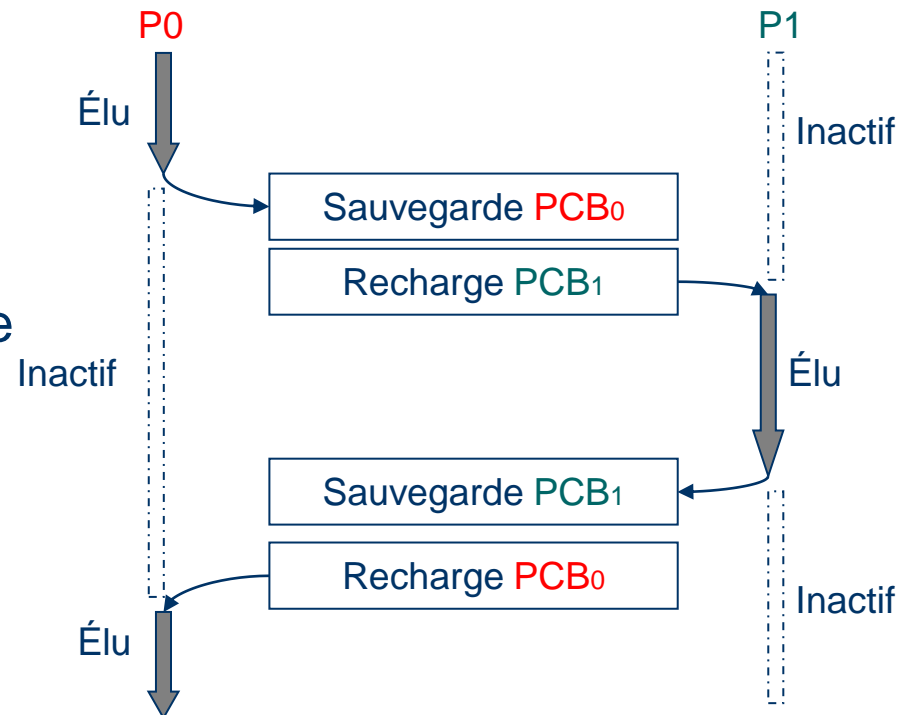 P0
P1
Élu
Inactif
Sauvegarde PCB0
Recharge PCB1
e
Inactif
Élu
Sauvegarde PCB1
Recharge PCB0
Inactif
Élu